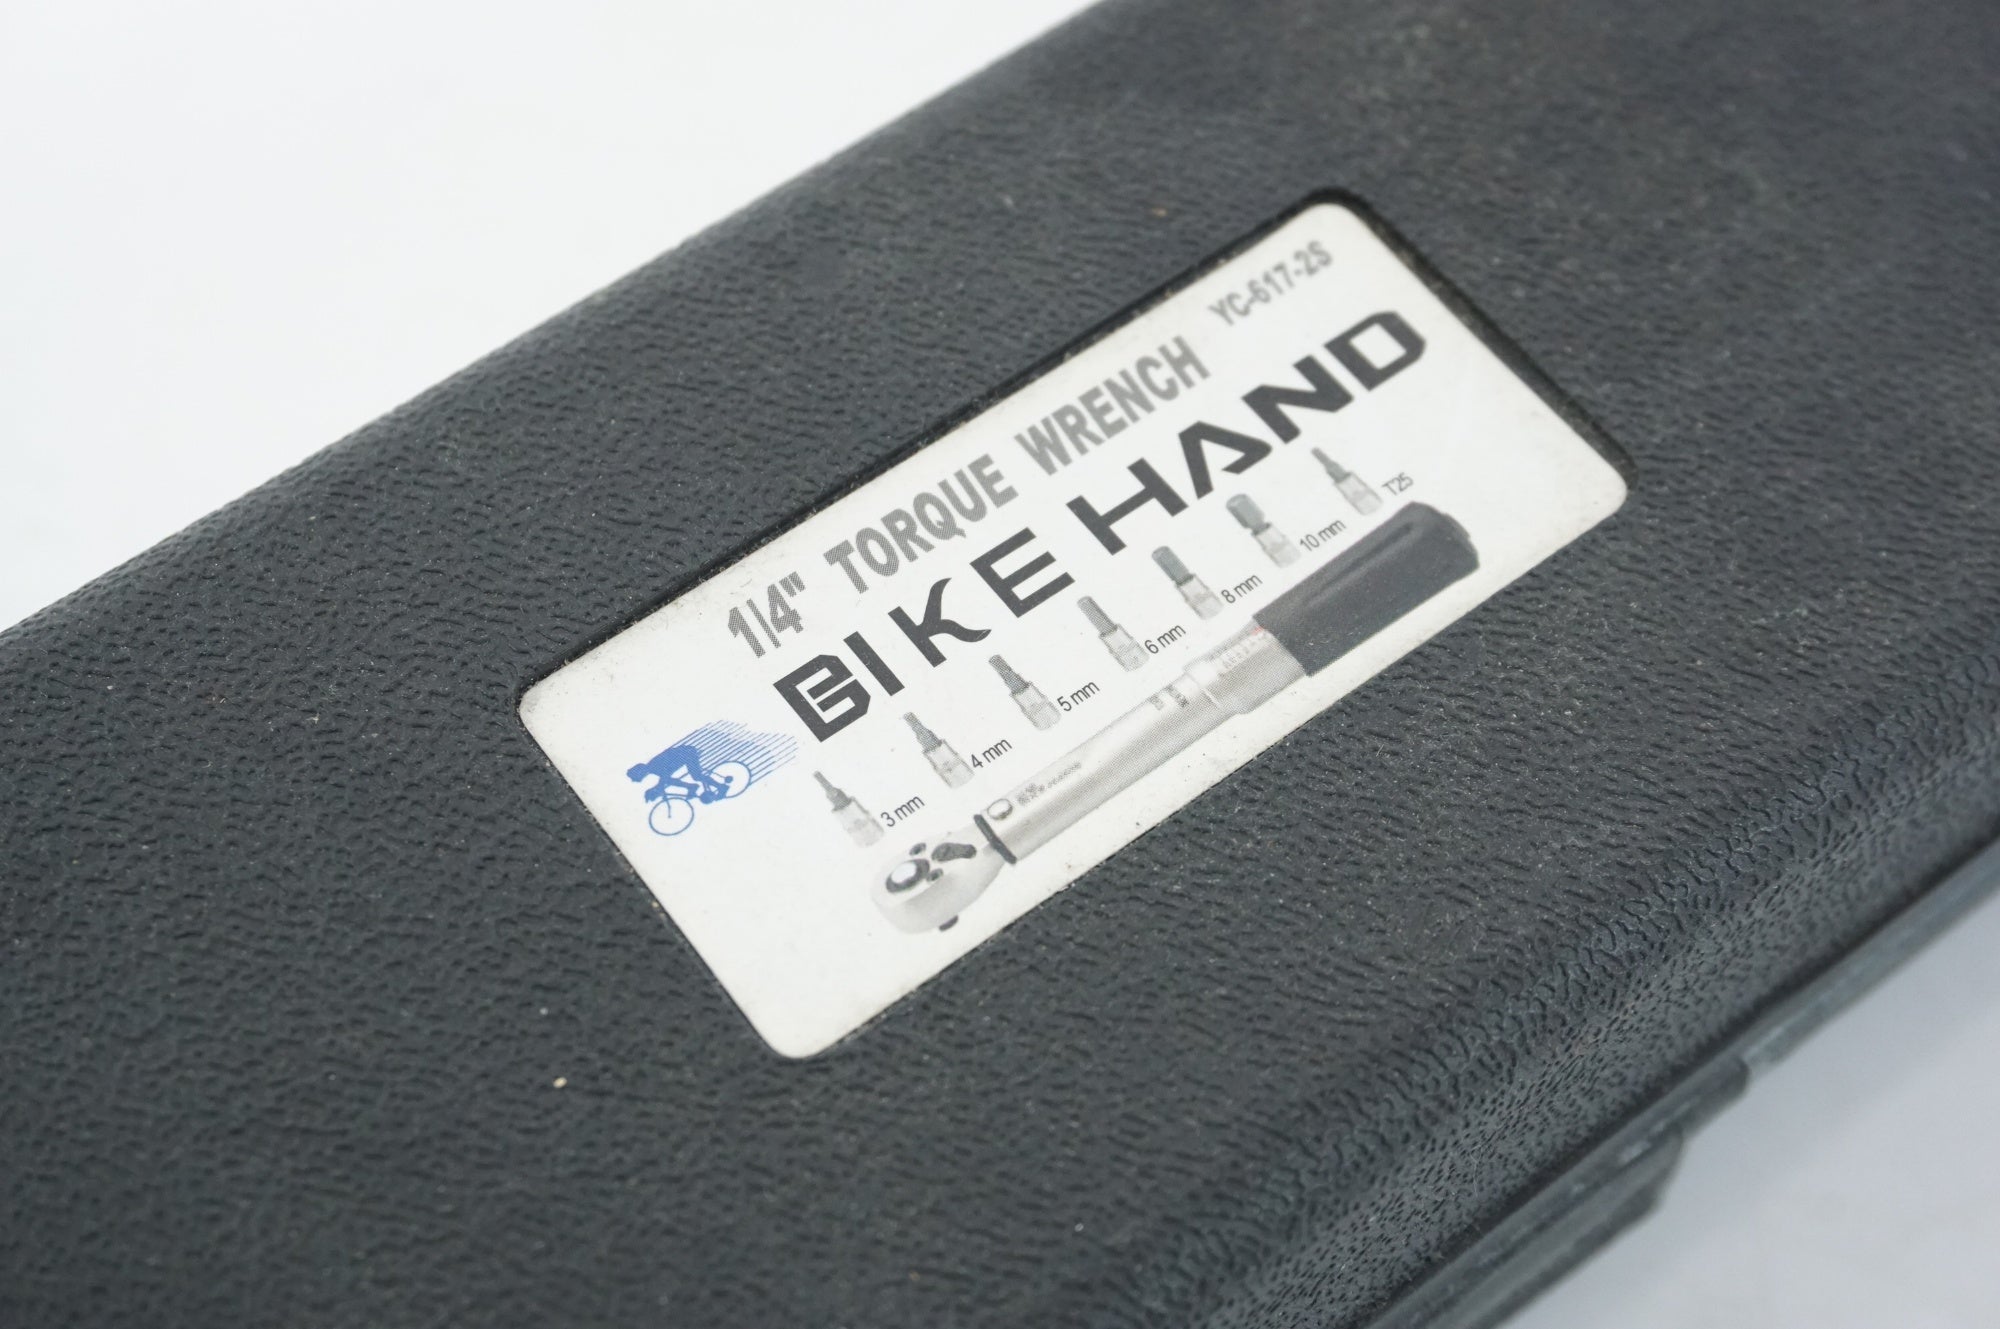 1/4" TORQUE WRENCH YC-617-2S
BIKE HAND
3 mm 4 mm 5 mm 6 mm 8 mm 10 mm T25